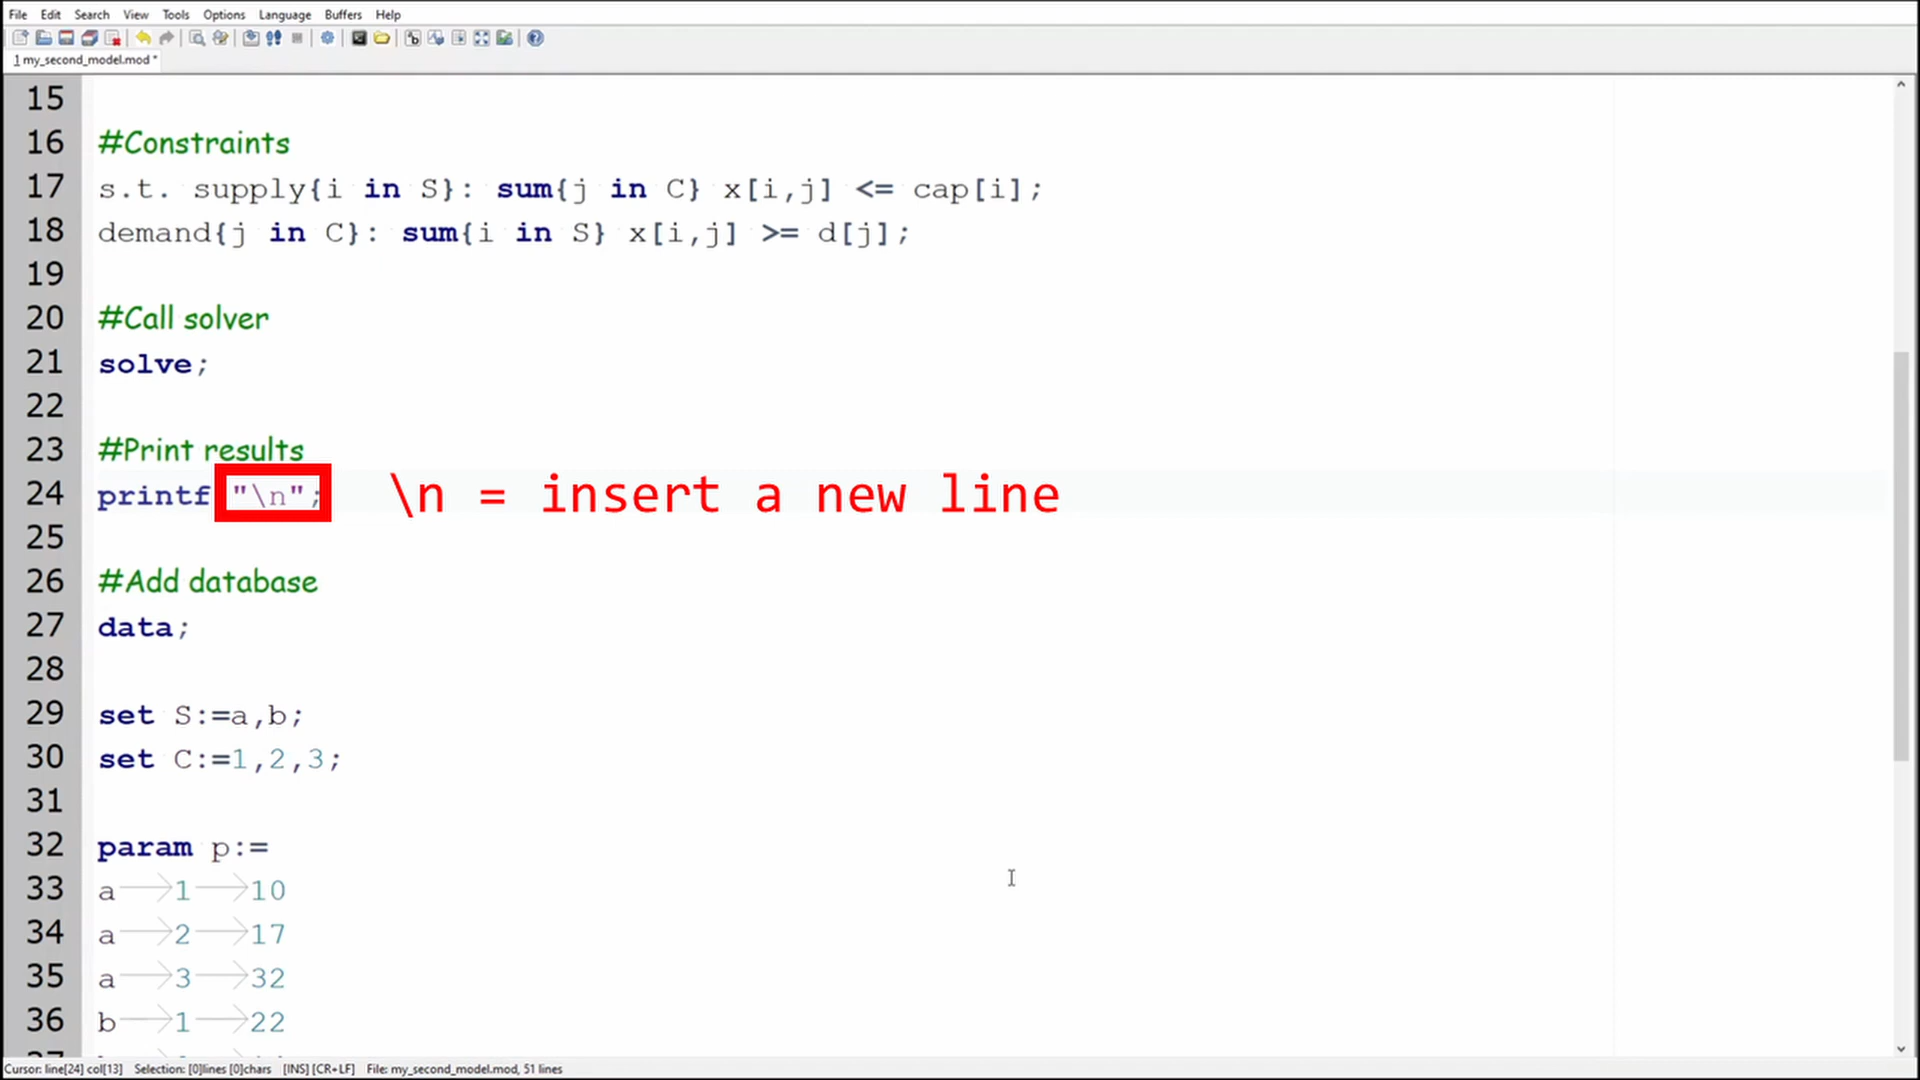 File Edit Search View Tools Options Language Buffers Help
1 my_second_model.mod *
15
16 #Constraints
17 s.t. supply{i in S}: sum{j in C} x[i,j] <= cap[i];
18 demand{j in C}: sum{i in S} x[i,j] >= d[j];
19
20 #Call solver
21 solve;
22
23 #Print results
24 printf "\n"; \n = insert a new line
25
26 #Add database
27 data;
28
29 set S:=a,b;
30 set C:=1,2,3;
31
32 param p:=
33 a 1 10
34 a 2 17
35 a 3 32
36 b 1 22
Cursor: line[24] col[13] Selection: [0]lines [0]chars [INS] [CR+LF] File: my_second_model.mod, 51 lines